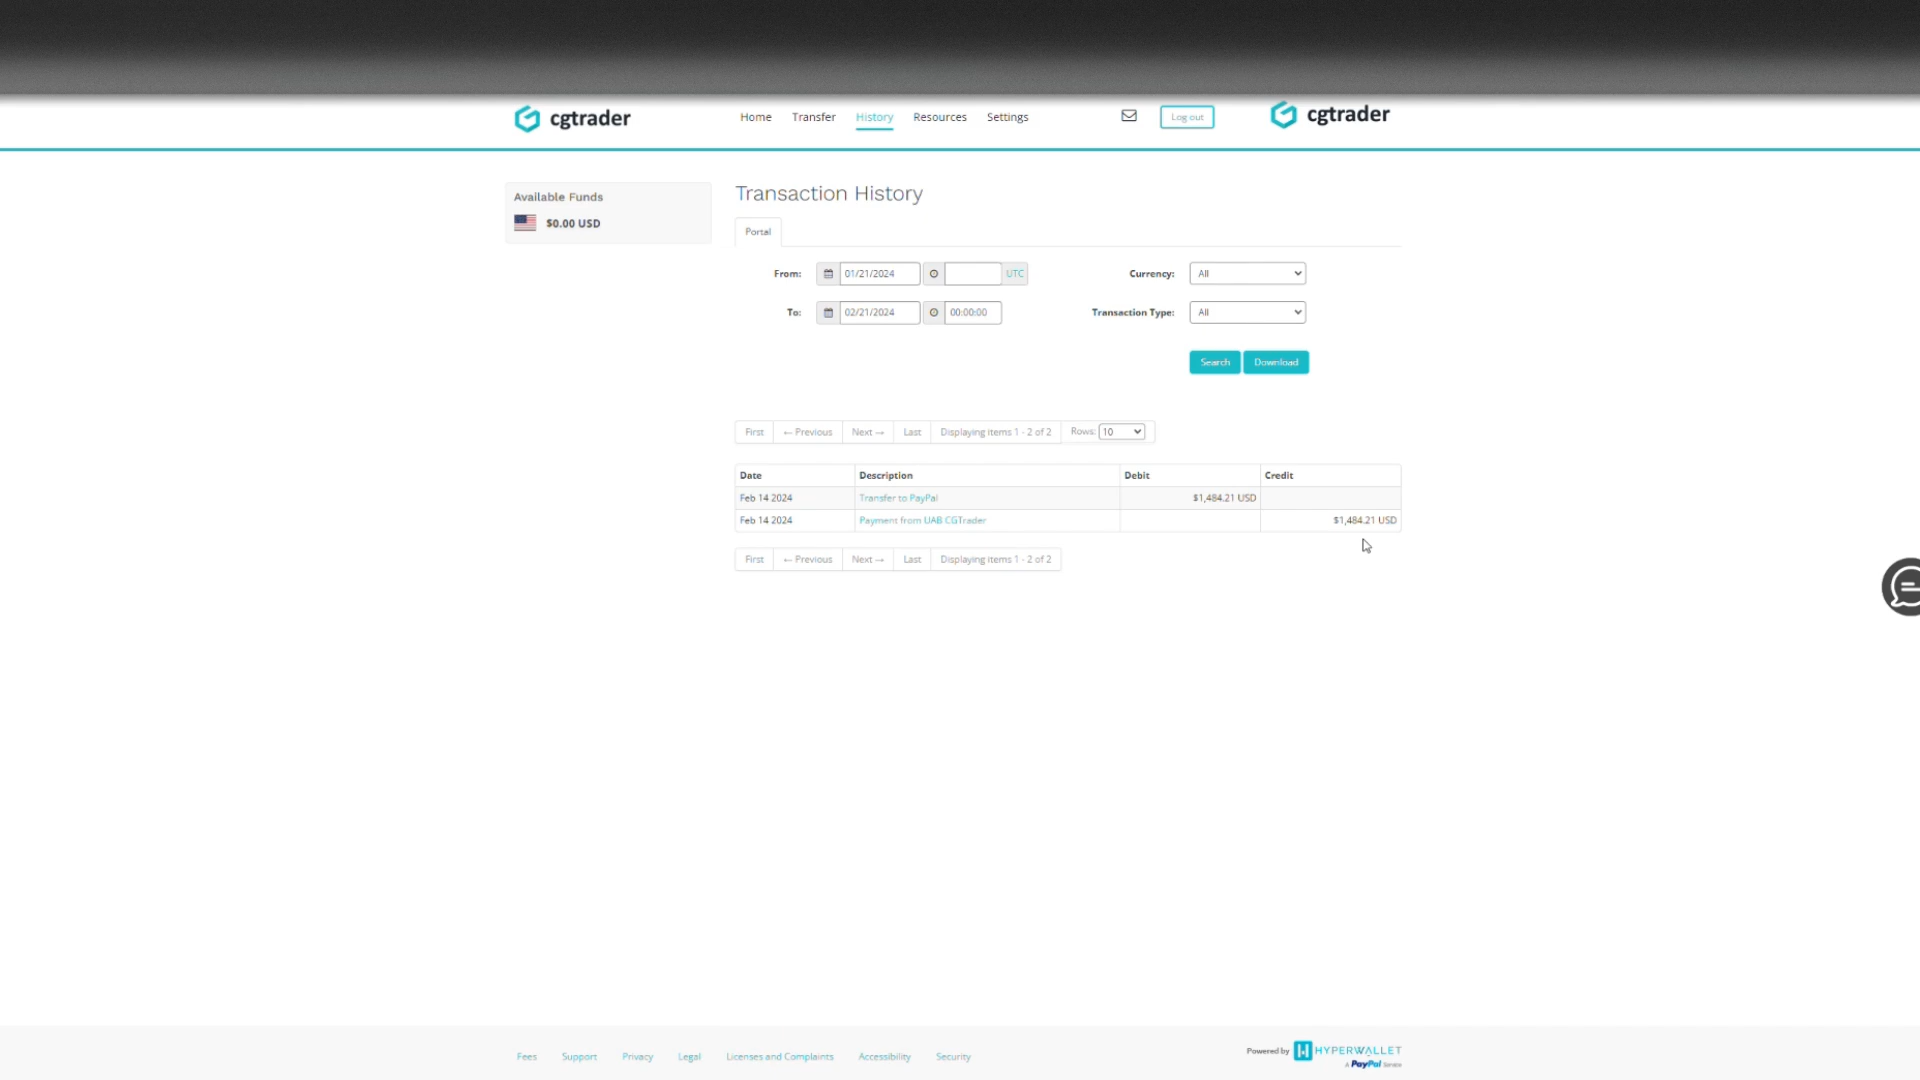 cgtrader
Home Transfer History Resources Settings
Log out
cgtrader
Available Funds
$0.00 USD
Transaction History
Portal
From: 01/21/2024 UTC Currency: All
To: 02/21/2024 00:00:00 Transaction Type: All
Search Download
First ← Previous Next → Last Displaying items 1 - 2 of 2 Rows: 10
Date Description Debit Credit
Feb 14 2024 Transfer to PayPal $1,484.21 USD
Feb 14 2024 Payment from UAB CGTrader $1,484.21 USD
First ← Previous Next → Last Displaying items 1 - 2 of 2
Fees Support Privacy Legal Licenses and Complaints Accessibility Security
Powered by HYPERWALLET
A PayPal Service